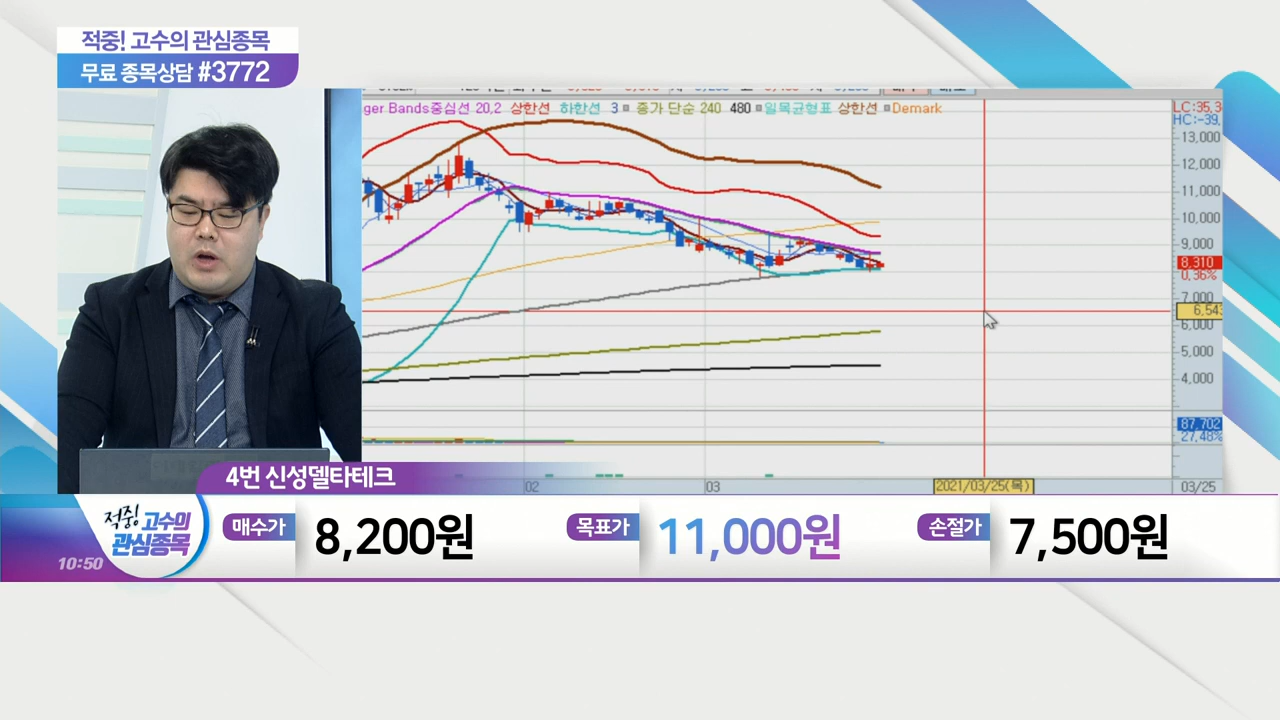 적중! 고수의 관심종목
무료 종목상담 #3772
ger Bands중심선 20,2 상한선 하한선 3 종가 단순 240 480 일목균형표 상한선 Demark
LC:35,3
HC:-39,
13,000
12,000
11,000
10,000
9,000
8,310
0,36%
7,000
6,543
6,000
5,000
4,000
87,702
27,48%
02
03
2021/03/25(목)
03/25
4번 신성델타테크
적중! 고수의
관심종목
10:50
매수가 8,200원
목표가 11,000원
손절가 7,500원